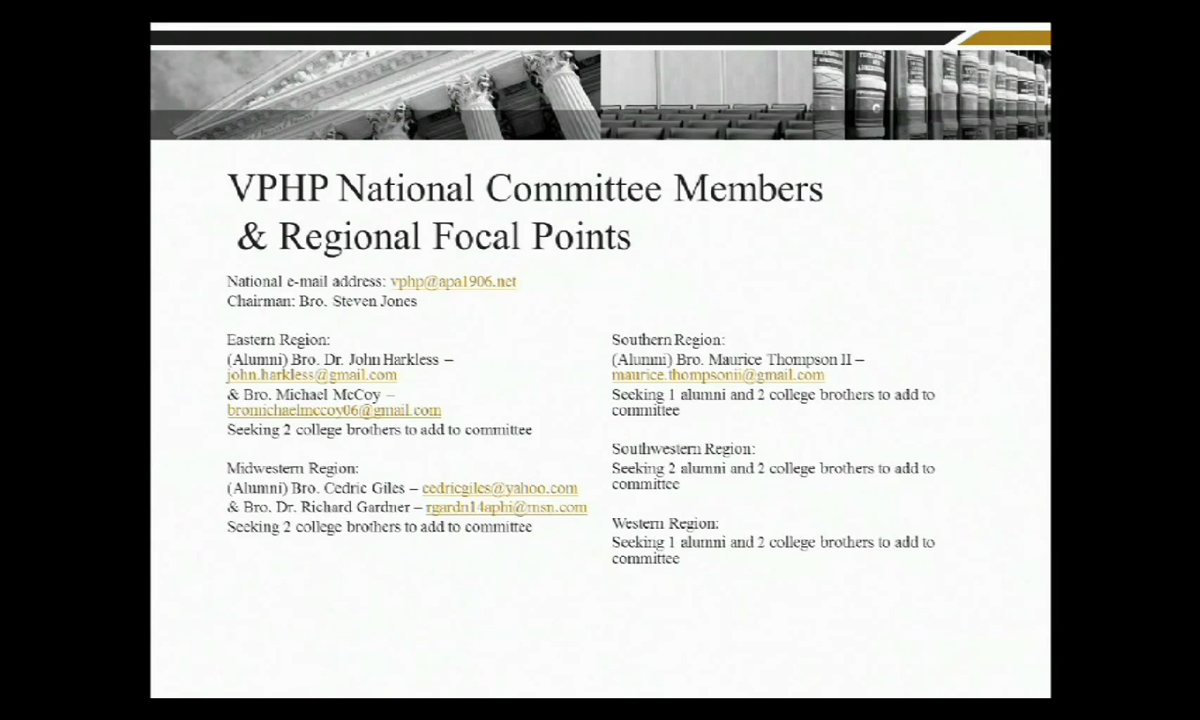 VPHP National Committee Members
& Regional Focal Points
National e-mail address: vphp@apa1906.net
Chairman: Bro. Steven Jones
Eastern Region:
(Alumni) Bro. Dr. John Harkless –
john.harkless@gmail.com
& Bro. Michael McCoy –
bromichaelmccoy06@gmail.com
Seeking 2 college brothers to add to committee
Midwestern Region:
(Alumni) Bro. Cedric Giles – cedricgiles@yahoo.com
& Bro. Dr. Richard Gardner – rgardn14aphi@msn.com
Seeking 2 college brothers to add to committee
Southern Region:
(Alumni) Bro. Maurice Thompson II –
maurice.thompsonii@gmail.com
Seeking 1 alumni and 2 college brothers to add to
committee
Southwestern Region:
Seeking 2 alumni and 2 college brothers to add to
committee
Western Region:
Seeking 1 alumni and 2 college brothers to add to
committee